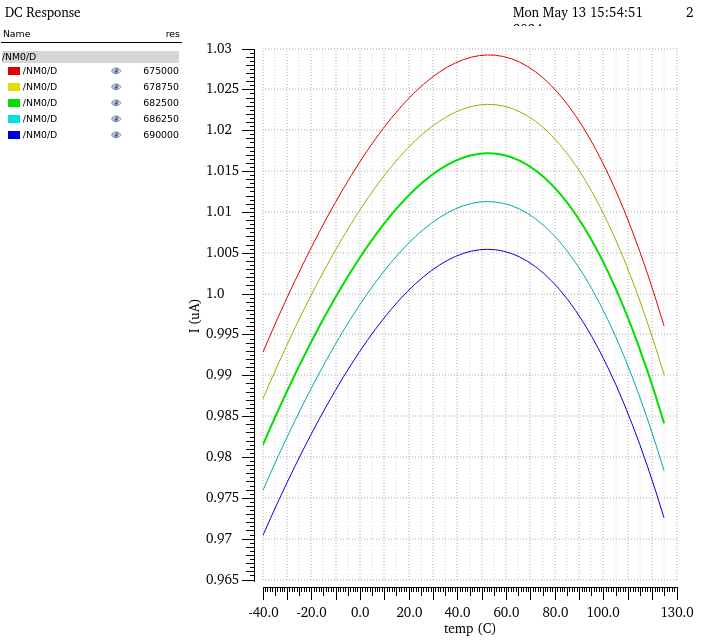 DC Response
Mon May 13 15:54:51 2
Name res
/NM0/D
/NM0/D 675000
/NM0/D 678750
/NM0/D 682500
/NM0/D 686250
/NM0/D 690000
1.03
1.025
1.02
1.015
1.01
1.005
1.0
0.995
0.99
0.985
0.98
0.975
0.97
0.965
I (uA)
-40.0 -20.0 0.0 20.0 40.0 60.0 80.0 100.0 130.0
temp (C)